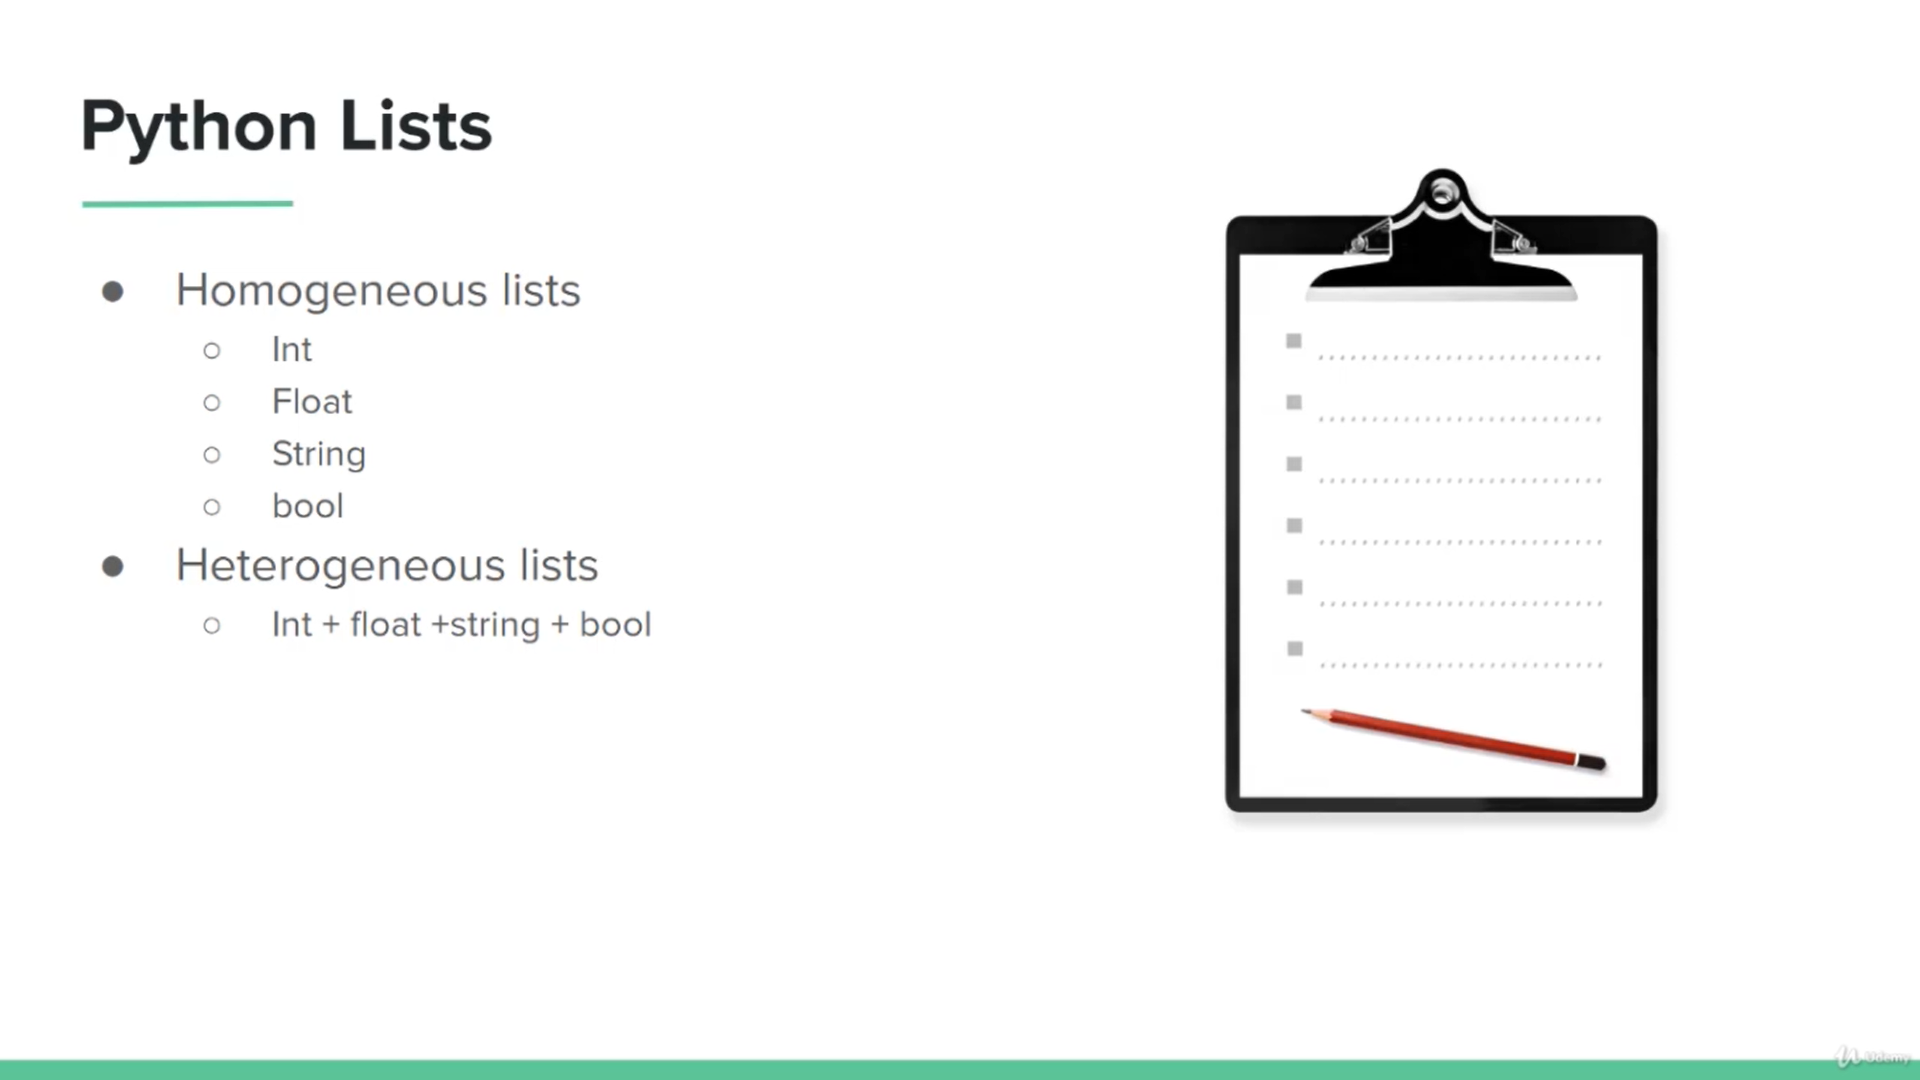 Python Lists
● Homogeneous lists
○ Int
○ Float
○ String
○ bool
● Heterogeneous lists
○ Int + float +string + bool
Udemy